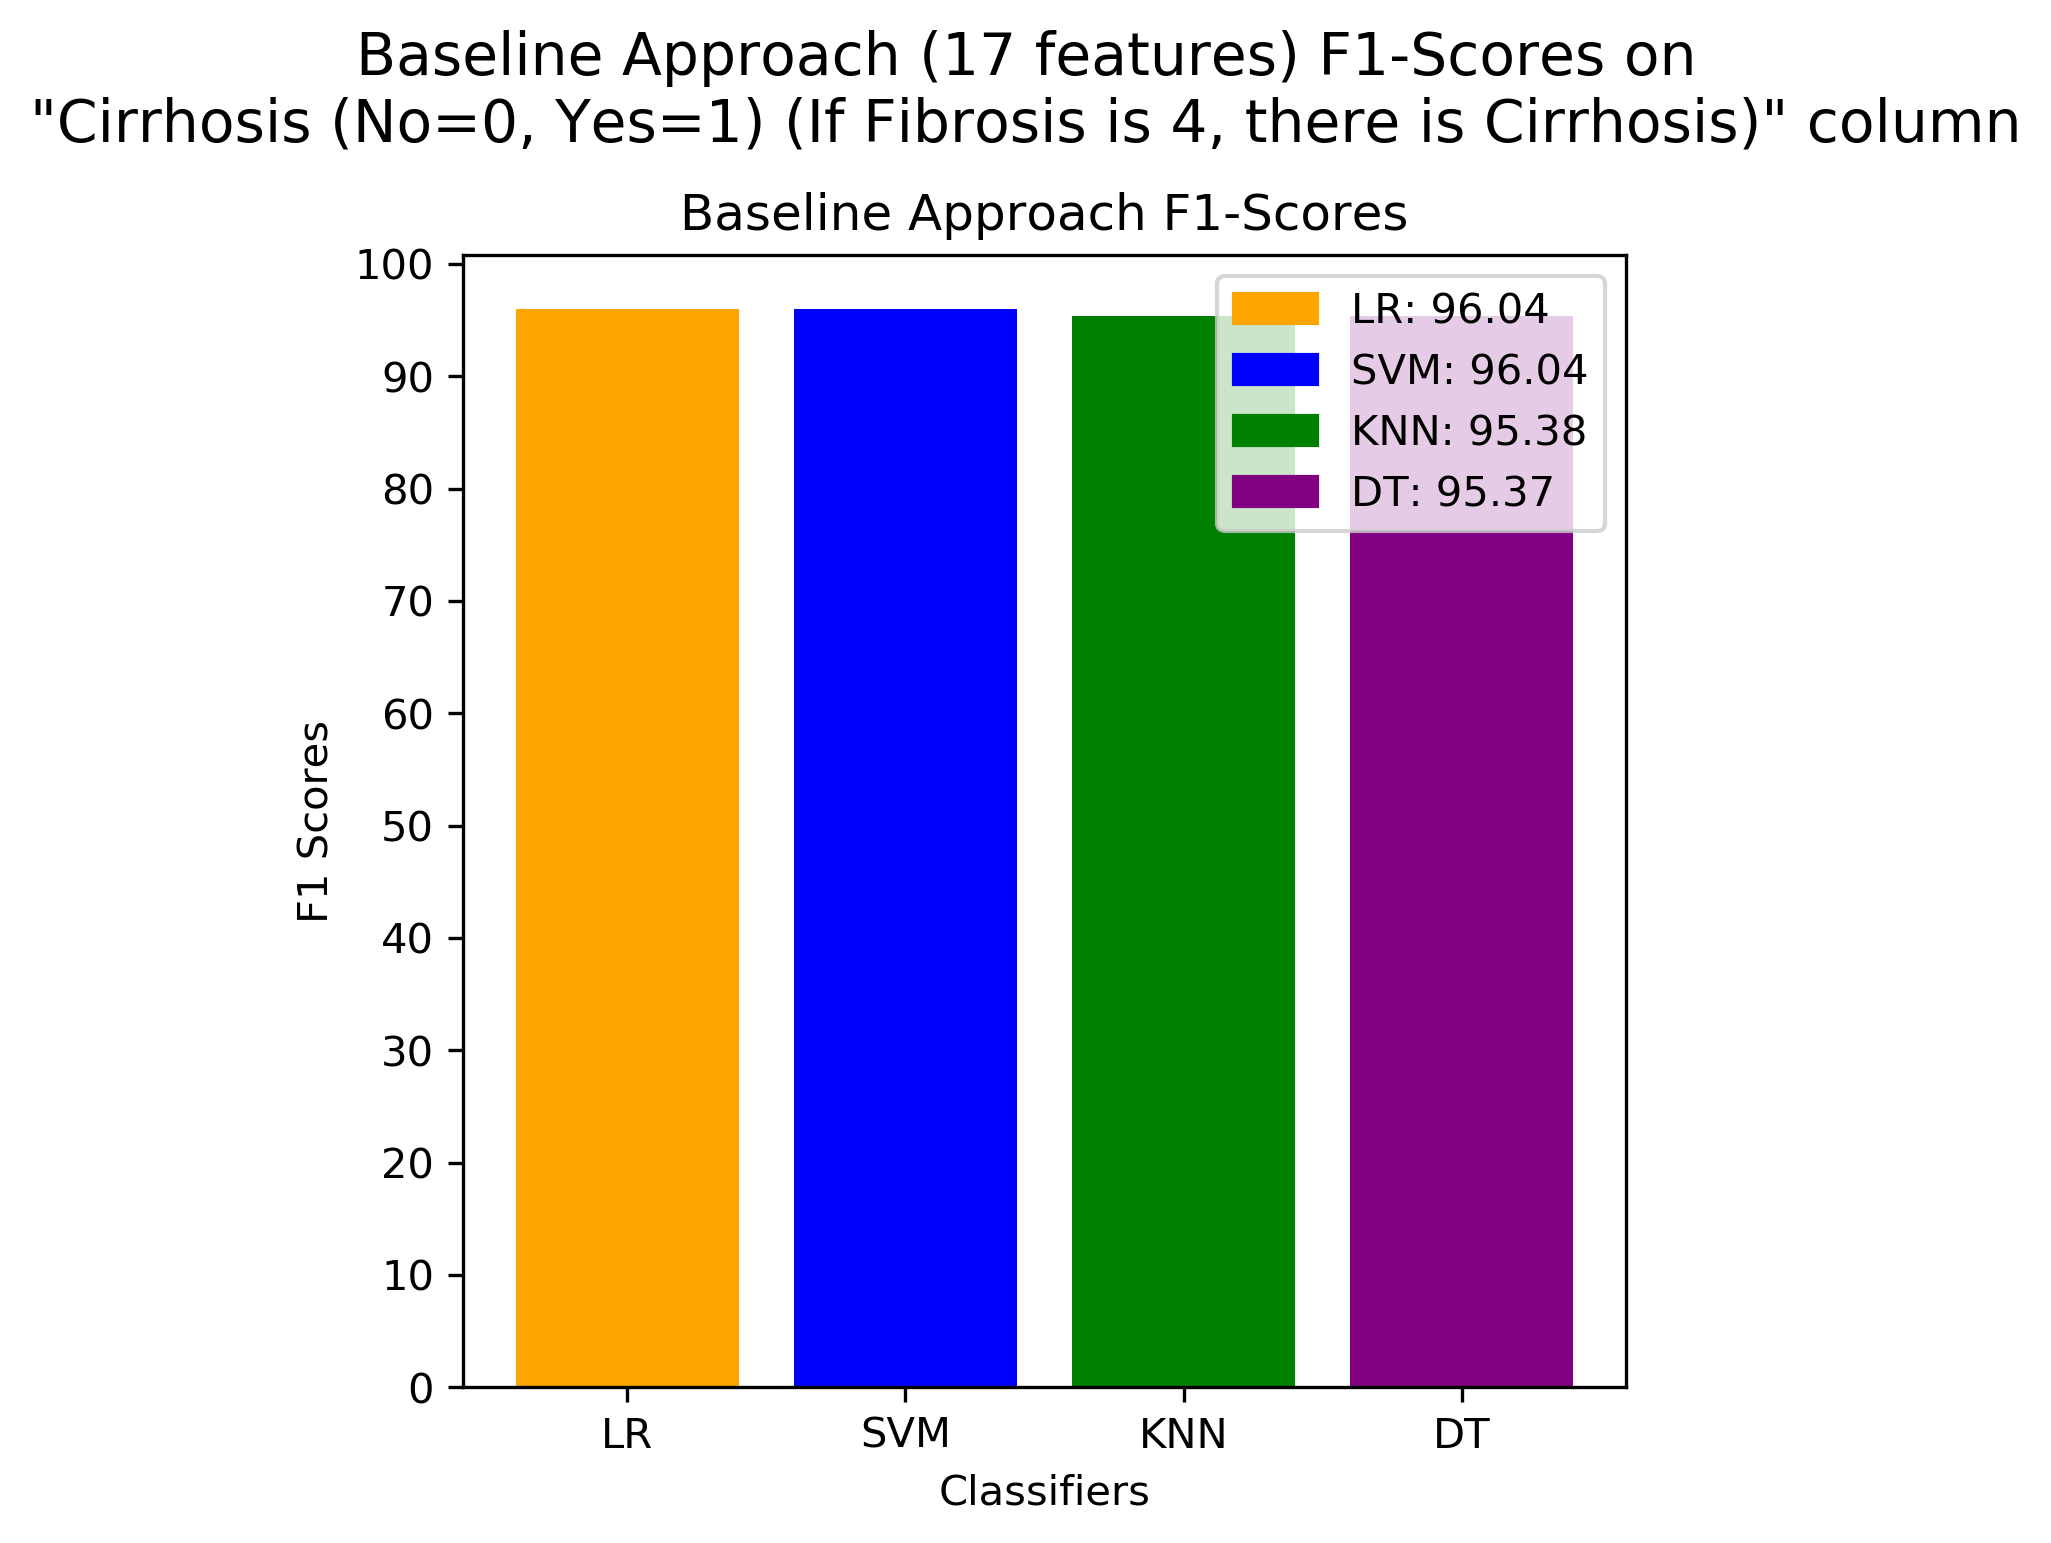 Baseline Approach (17 features) F1-Scores on
"Cirrhosis (No=0, Yes=1) (If Fibrosis is 4, there is Cirrhosis)" column
Baseline Approach F1-Scores
100
90
80
70
60
50
40
30
20
10
0
F1 Scores
LR: 96.04
SVM: 96.04
KNN: 95.38
DT: 95.37
LR
SVM
KNN
DT
Classifiers